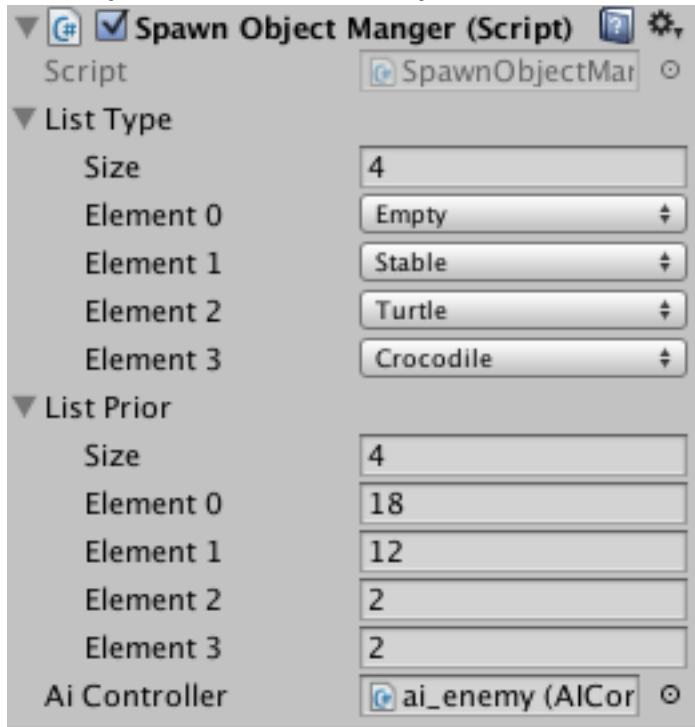 Spawn Object Manger (Script)
Script SpawnObjectMar
List Type
Size 4
Element 0 Empty
Element 1 Stable
Element 2 Turtle
Element 3 Crocodile
List Prior
Size 4
Element 0 18
Element 1 12
Element 2 2
Element 3 2
Ai Controller ai_enemy (AICor